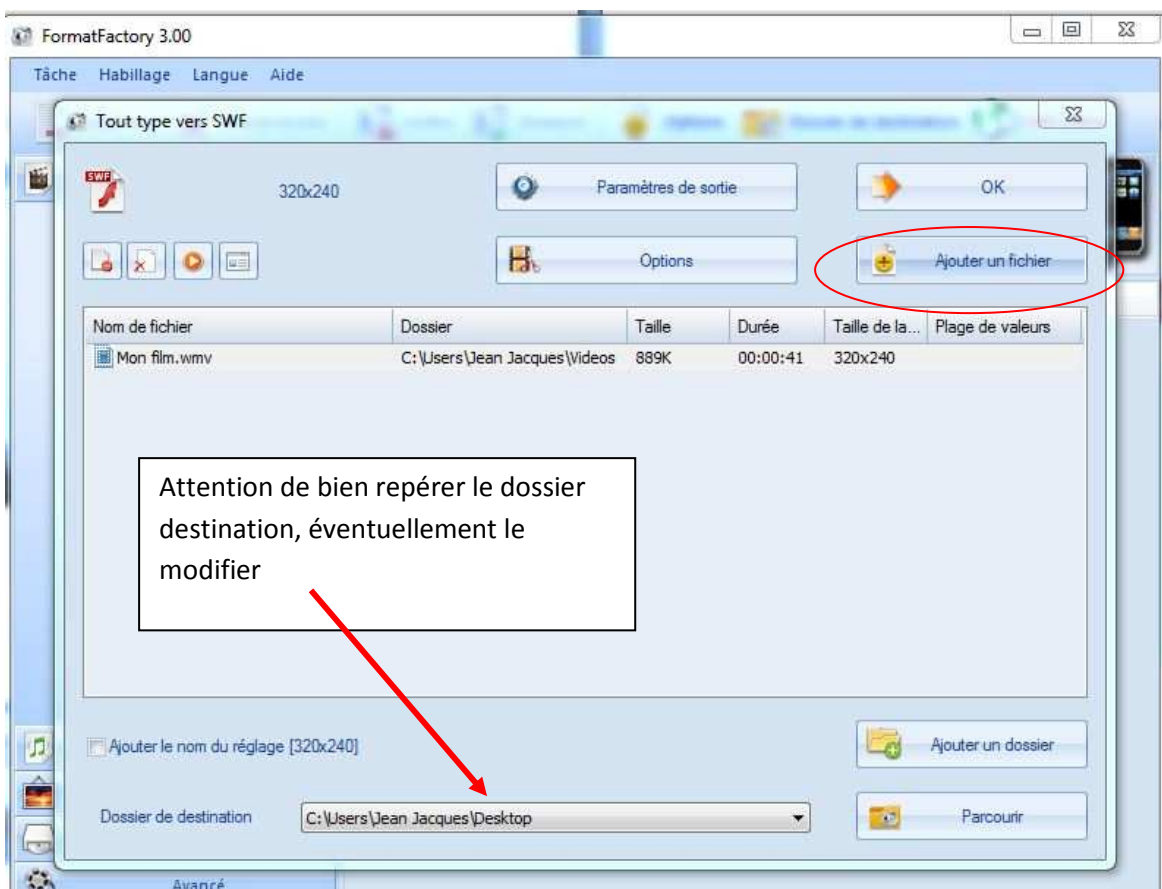 FormatFactory 3.00
Tâche Habillage Langue Aide
Tout type vers SWF
SWF
320x240
Paramètres de sortie
OK
Options
Ajouter un fichier
Nom de fichier Dossier Taille Durée Taille de la... Plage de valeurs
Mon film.wmv C:\Users\Jean Jacques\Videos 889K 00:00:41 320x240
Attention de bien repérer le dossier
destination, éventuellement le
modifier
Ajouter le nom du réglage [320x240]
Ajouter un dossier
Dossier de destination C:\Users\Jean Jacques\Desktop
Parcourir
Avancé